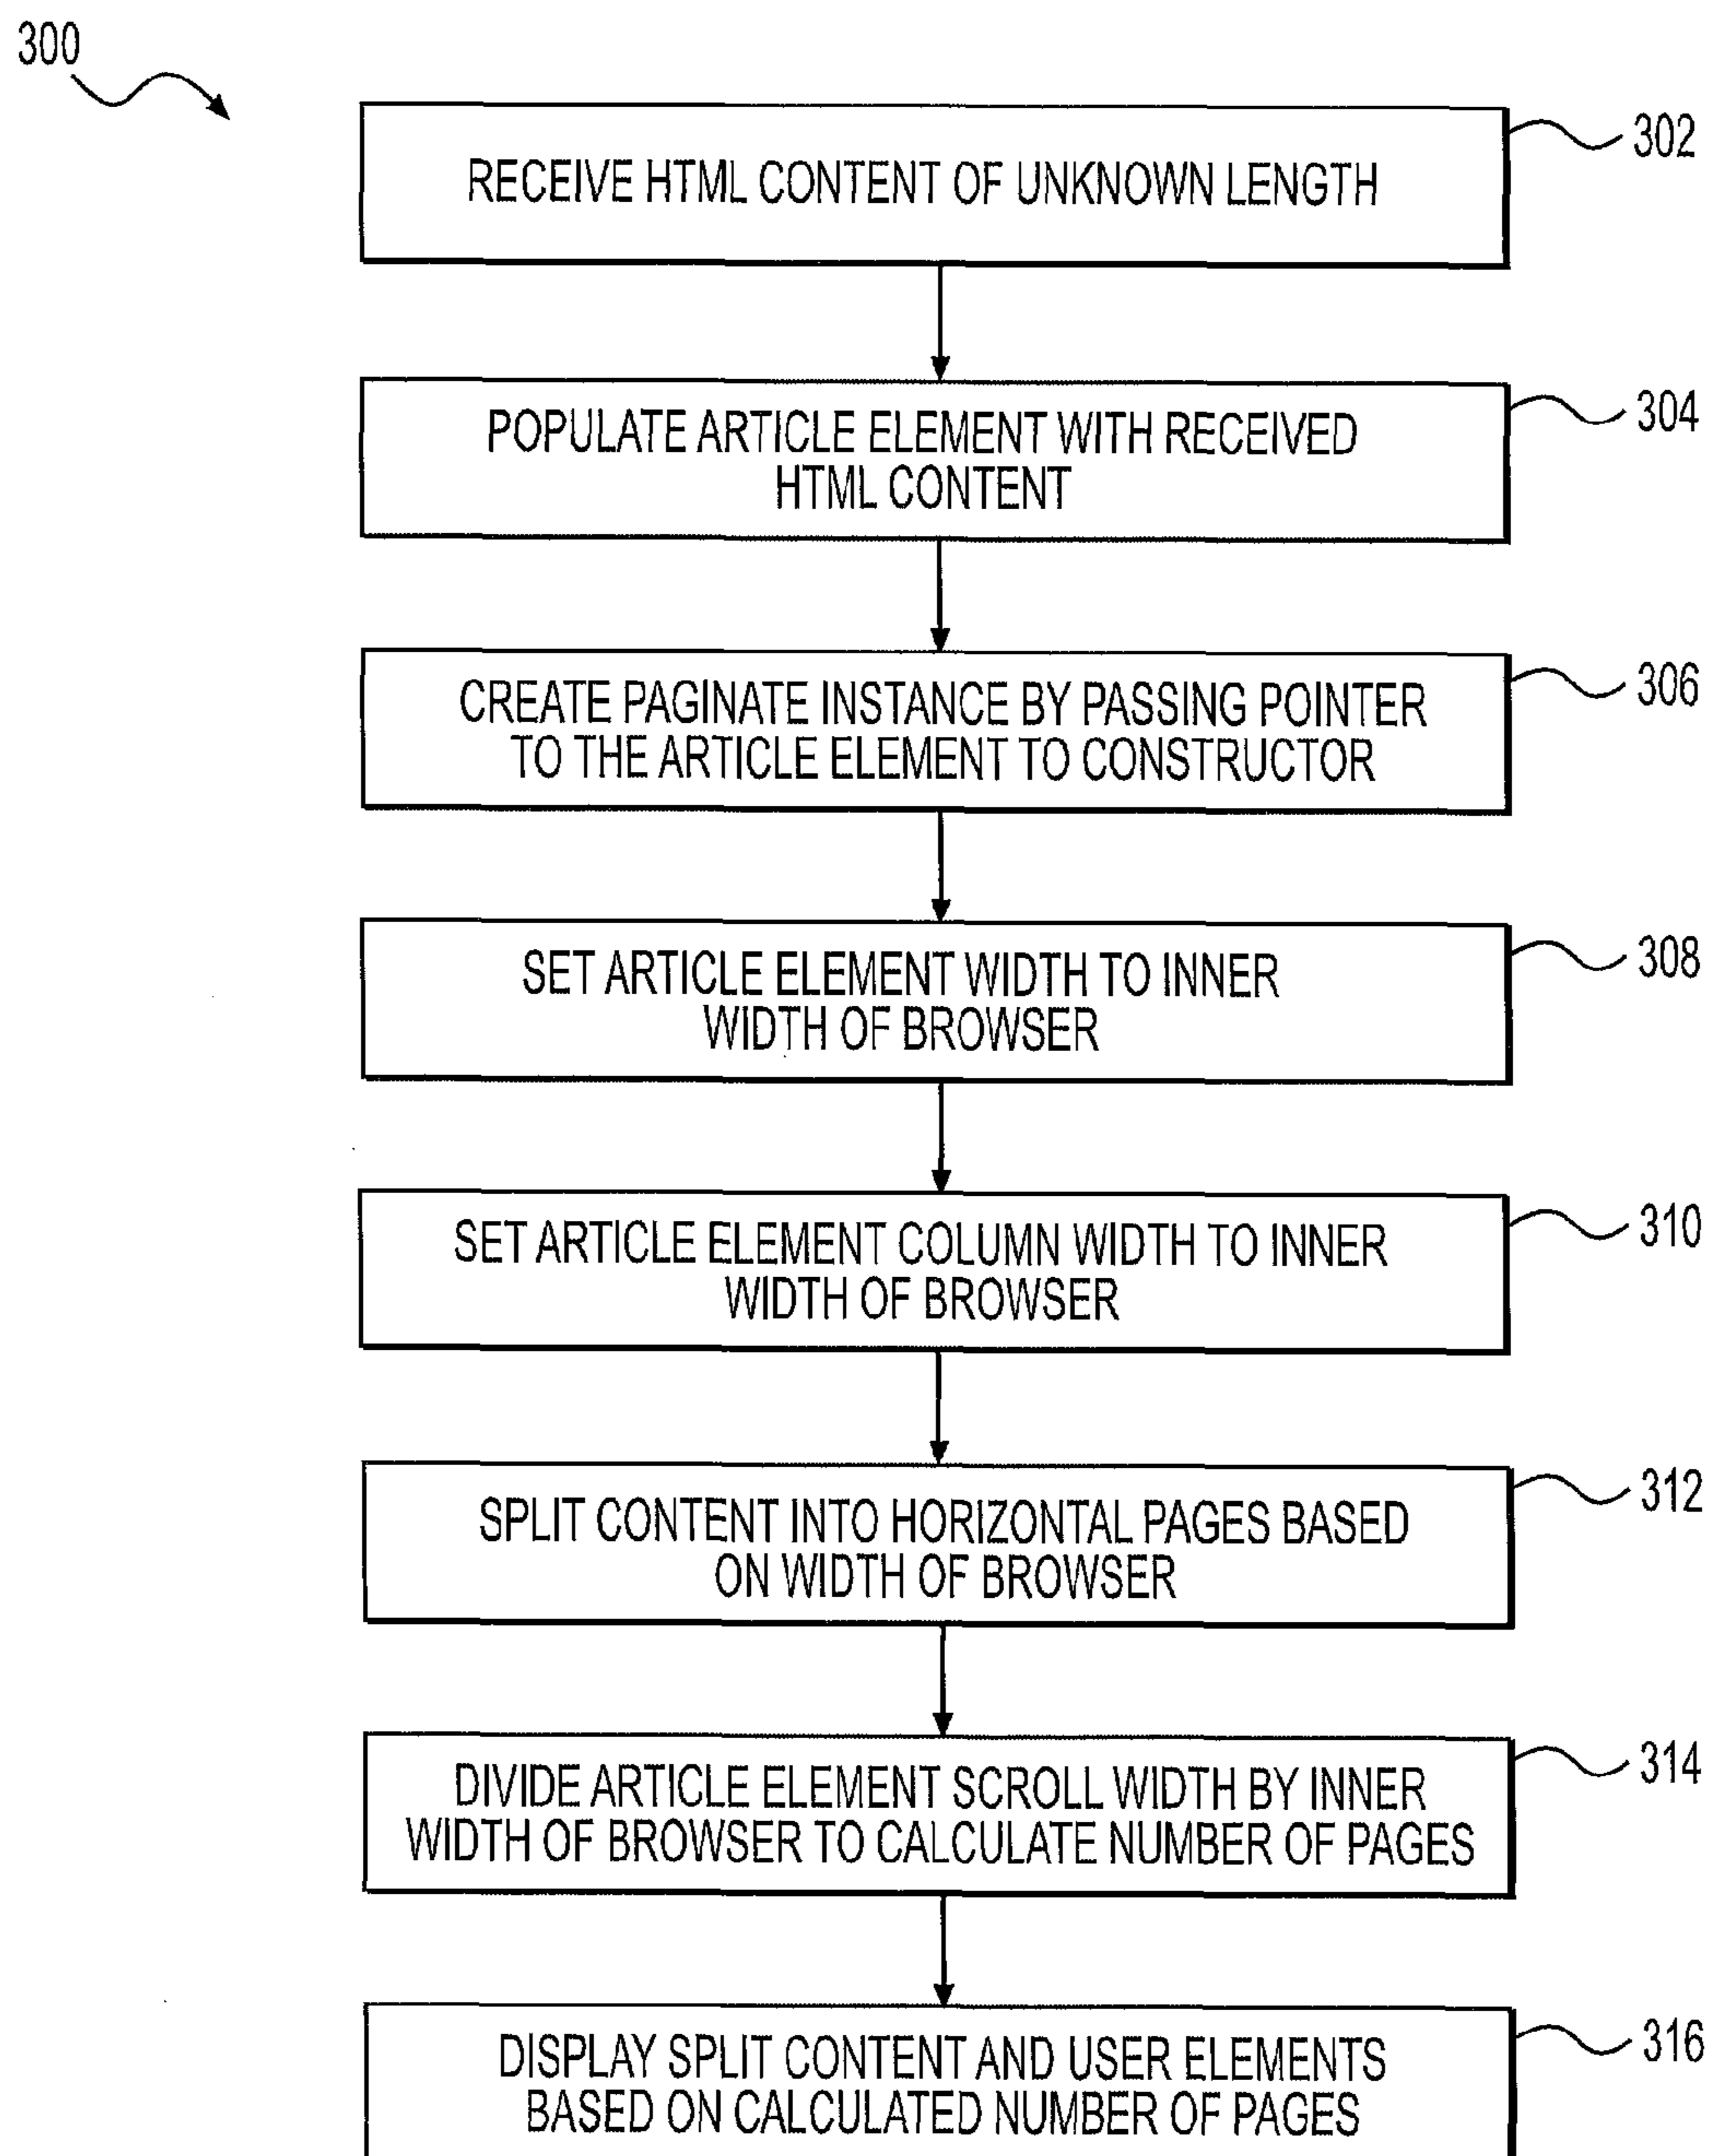 300
RECEIVE HTML CONTENT OF UNKNOWN LENGTH
302
POPULATE ARTICLE ELEMENT WITH RECEIVED
HTML CONTENT
304
CREATE PAGINATE INSTANCE BY PASSING POINTER
TO THE ARTICLE ELEMENT TO CONSTRUCTOR
306
SET ARTICLE ELEMENT WIDTH TO INNER
WIDTH OF BROWSER
308
SET ARTICLE ELEMENT COLUMN WIDTH TO INNER
WIDTH OF BROWSER
310
SPLIT CONTENT INTO HORIZONTAL PAGES BASED
ON WIDTH OF BROWSER
312
DIVIDE ARTICLE ELEMENT SCROLL WIDTH BY INNER
WIDTH OF BROWSER TO CALCULATE NUMBER OF PAGES
314
DISPLAY SPLIT CONTENT AND USER ELEMENTS
BASED ON CALCULATED NUMBER OF PAGES
316